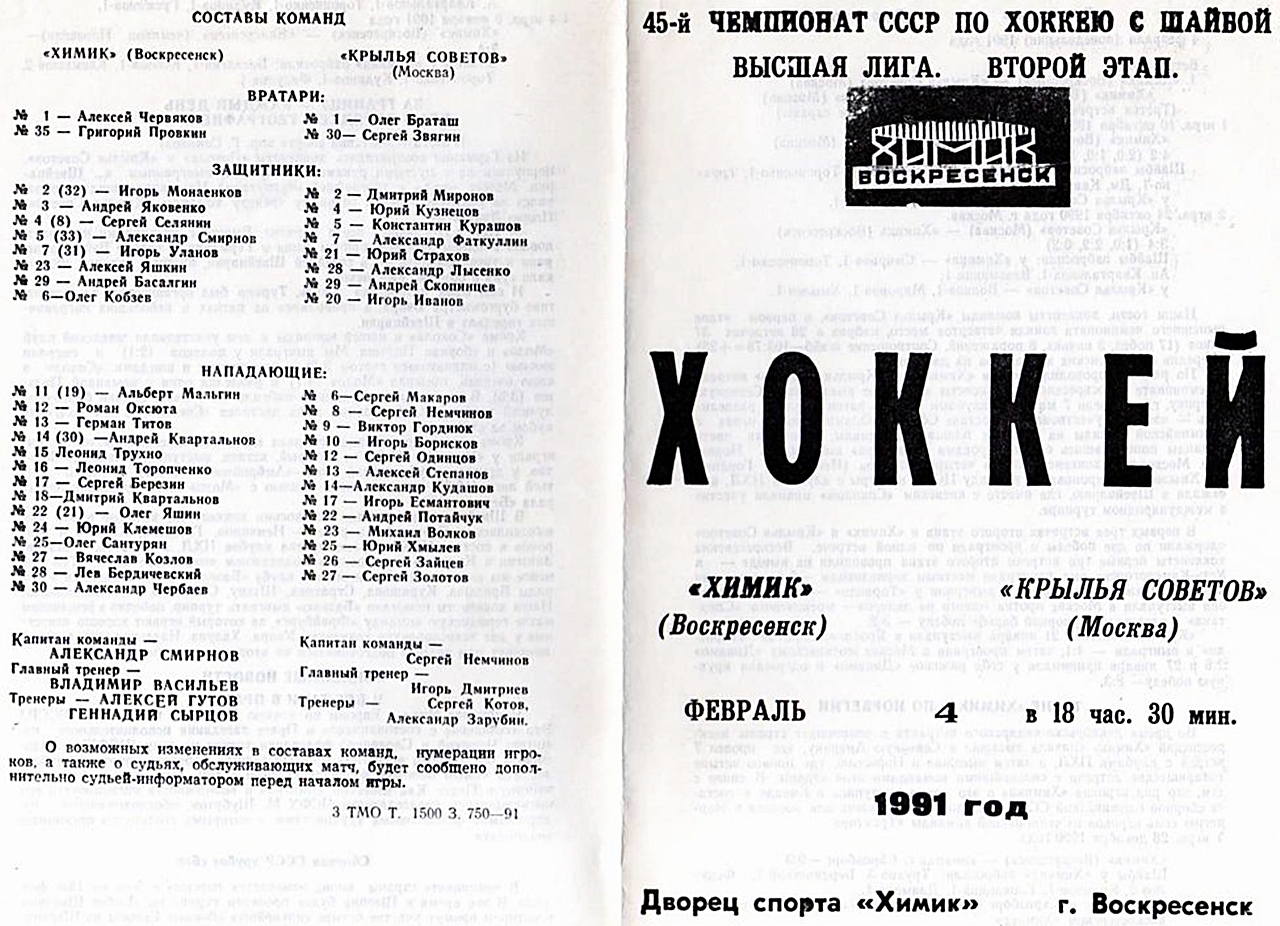 СОСТАВЫ КОМАНД
«ХИМИК» (Воскресенск)
«КРЫЛЬЯ СОВЕТОВ»
(Москва)
ВРАТАРИ:
№ 1 — Алексей Червяков
№ 35 — Григорий Провкин
№ 1 — Олег Браташ
№ 30— Сергей Звягин
ЗАЩИТНИКИ:
№ 2 (32) — Игорь Моняенков
№ 3 — Андрей Яковенко
№ 4 (8) — Сергей Селянин
№ 5 (33) — Александр Смирнов
№ 7 (31) — Игорь Уланов
№ 23 — Алексей Яшкин
№ 29 — Андрей Басалгин
№ 6—Олег Кобзев
№ 2 — Дмитрий Миронов
№ 4 — Юрий Кузнецов
№ 5 — Константин Курашов
№ 7 — Александр Фаткуллин
№ 21 — Юрий Страхов
№ 28 — Александр Лысенко
№ 29 — Андрей Скопинцев
№ 20 — Игорь Иванов
НАПАДАЮЩИЕ:
№ 11 (19) — Альберт Мальгин
№ 12 — Роман Оксюта
№ 13 — Герман Титов
№ 14 (30) —Андрей Квартальнов
№ 15 Леонид Трухно
№ 16 — Леонид Торопченко
№ 17 — Сергей Березин
№ 18—Дмитрий Квартальнов
№ 22 (21) — Олег Яшин
№ 24 — Юрий Клемешов
№ 25—Олег Сантурян
№ 27 — Вячеслав Козлов
№ 28 — Лев Бердичевский
№ 30 — Александр Чербаев
№ 6—Сергей Макаров
№ 8 — Сергей Немчинов
№ 9 — Виктор Гордиюк
№ 10 — Игорь Борисков
№ 12 — Сергей Одинцов
№ 13 — Алексей Степанов
№ 14—Александр Кудашов
№ 17 — Игорь Есмантович
№ 22 — Андрей Потайчук
№ 23 — Михаил Волков
№ 25 — Юрий Хмылев
№ 26 — Сергей Зайцев
№ 27 — Сергей Золотов
Капитан команды —
АЛЕКСАНДР СМИРНОВ
Главный тренер —
ВЛАДИМИР ВАСИЛЬЕВ
Тренеры — АЛЕКСЕЙ ГУТОВ
ГЕННАДИЙ СЫРЦОВ
Капитан команды —
Сергей Немчинов
Главный тренер —
Игорь Дмитриев
Тренеры — Сергей Котов,
Александр Зарубин.
О возможных изменениях в составах команд, нумерации игро-
ков, а также о судьях, обслуживающих матч, будет сообщено допол-
нительно судьей-информатором перед началом игры.
З ТМО Т. 1500 З. 750—91
45-й ЧЕМПИОНАТ СССР ПО ХОККЕЮ С ШАЙБОЙ
ВЫСШАЯ ЛИГА. ВТОРОЙ ЭТАП.
ХИМИК
ВОСКРЕСЕНСК
ХОККЕЙ
«ХИМИК»
(Воскресенск)
«КРЫЛЬЯ СОВЕТОВ»
(Москва)
ФЕВРАЛЬ 4 в 18 час. 30 мин.
1991 год
Дворец спорта «Химик» г. Воскресенск